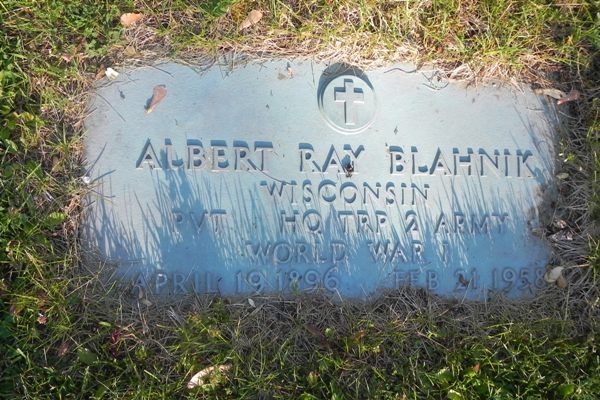 ALBERT RAY BLAHNIK
WISCONSIN
PVT HQ TRP 2 ARMY
WORLD WAR I
APRIL 19 1896 FEB 21 1958